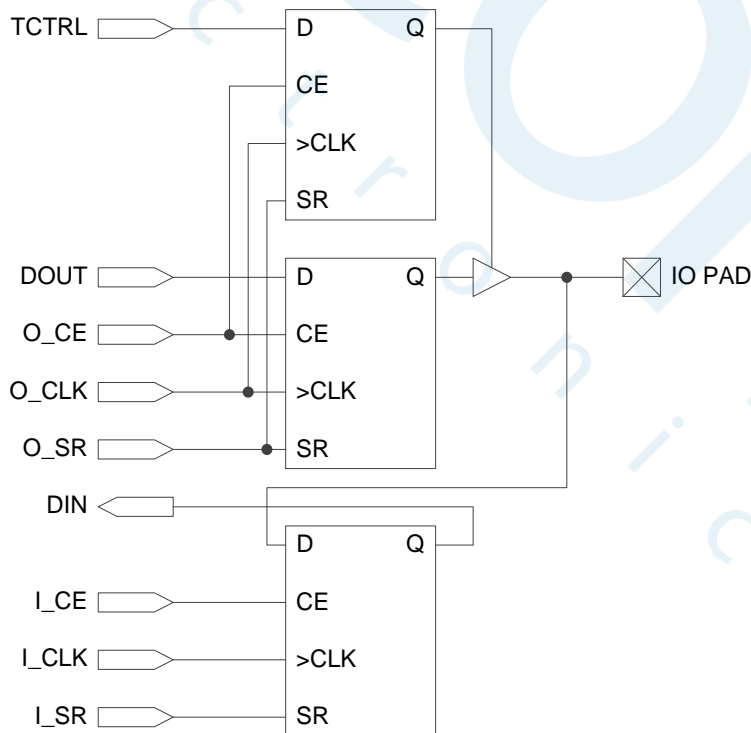 TCTRL D Q
CE
>CLK
SR
DOUT D Q IO PAD
O_CE CE
O_CLK >CLK
O_SR SR
DIN
D Q
I_CE CE
I_CLK >CLK
I_SR SR